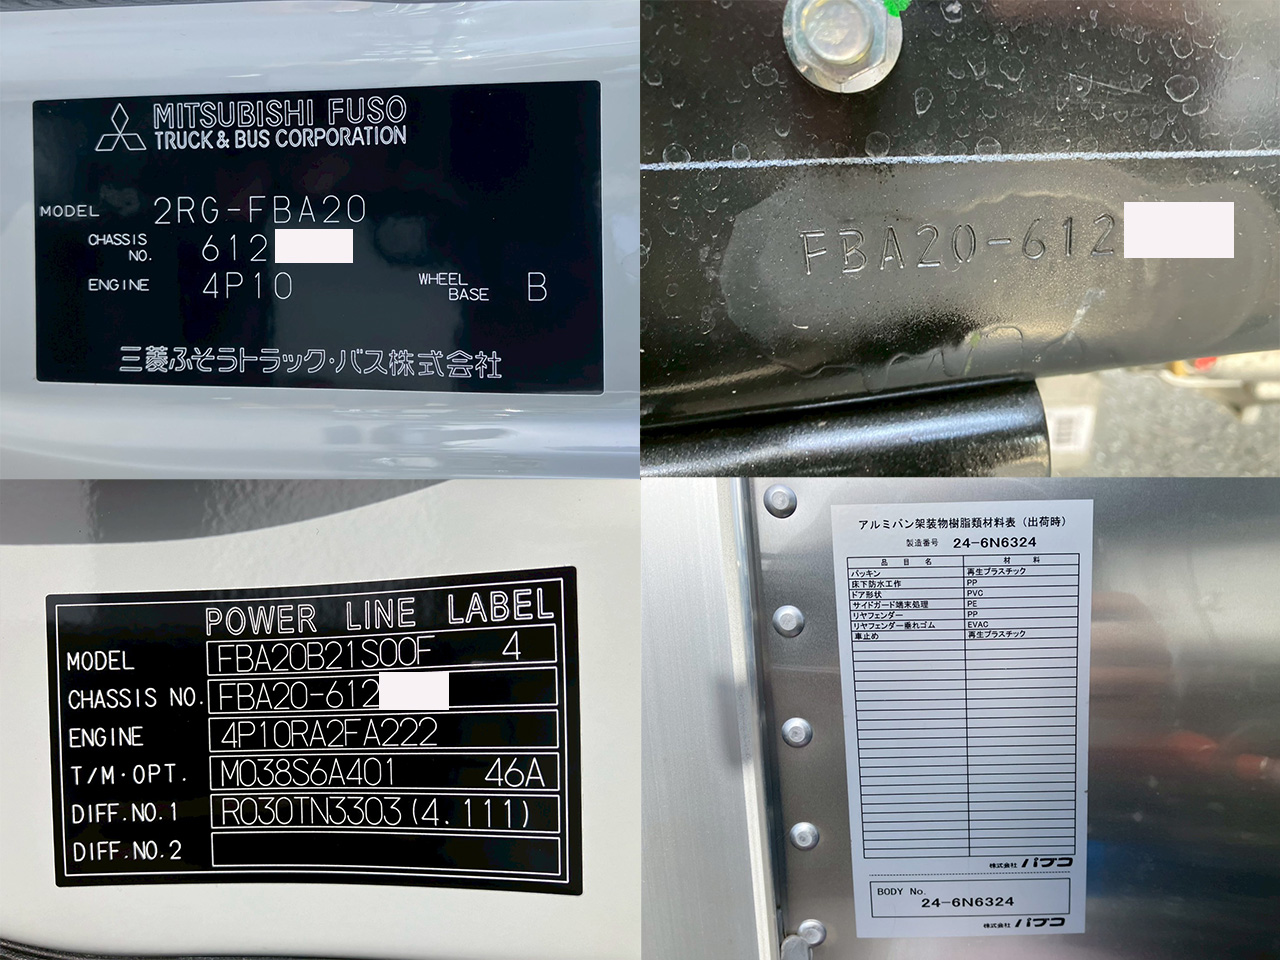 MITSUBISHI FUSO
TRUCK & BUS CORPORATION
MODEL 2RG-FBA20
CHASSIS NO. 612
ENGINE 4P10 WHEEL BASE B
三菱ふそうトラック・バス株式会社
FBA20-612
POWER LINE LABEL
MODEL FBA20B21S00F 4
CHASSIS NO. FBA20-612
ENGINE 4P10RA2FA222
T/M・OPT. M038S6A401 46A
DIFF.NO.1 R030TN3303(4.111)
DIFF.NO.2
アルミバン架装物樹脂類材料表（出荷時）
製造番号 24-6N6324
品目名 材料
パッキン 再生プラスチック
床下防水工作 PP
ドア形状 PVC
サイドガード端末処理 PE
リヤフェンダー PP
リヤフェンダー垂れゴム EVAC
車止め 再生プラスチック
株式会社 パブコ
BODY No.
24-6N6324
株式会社 パブコ